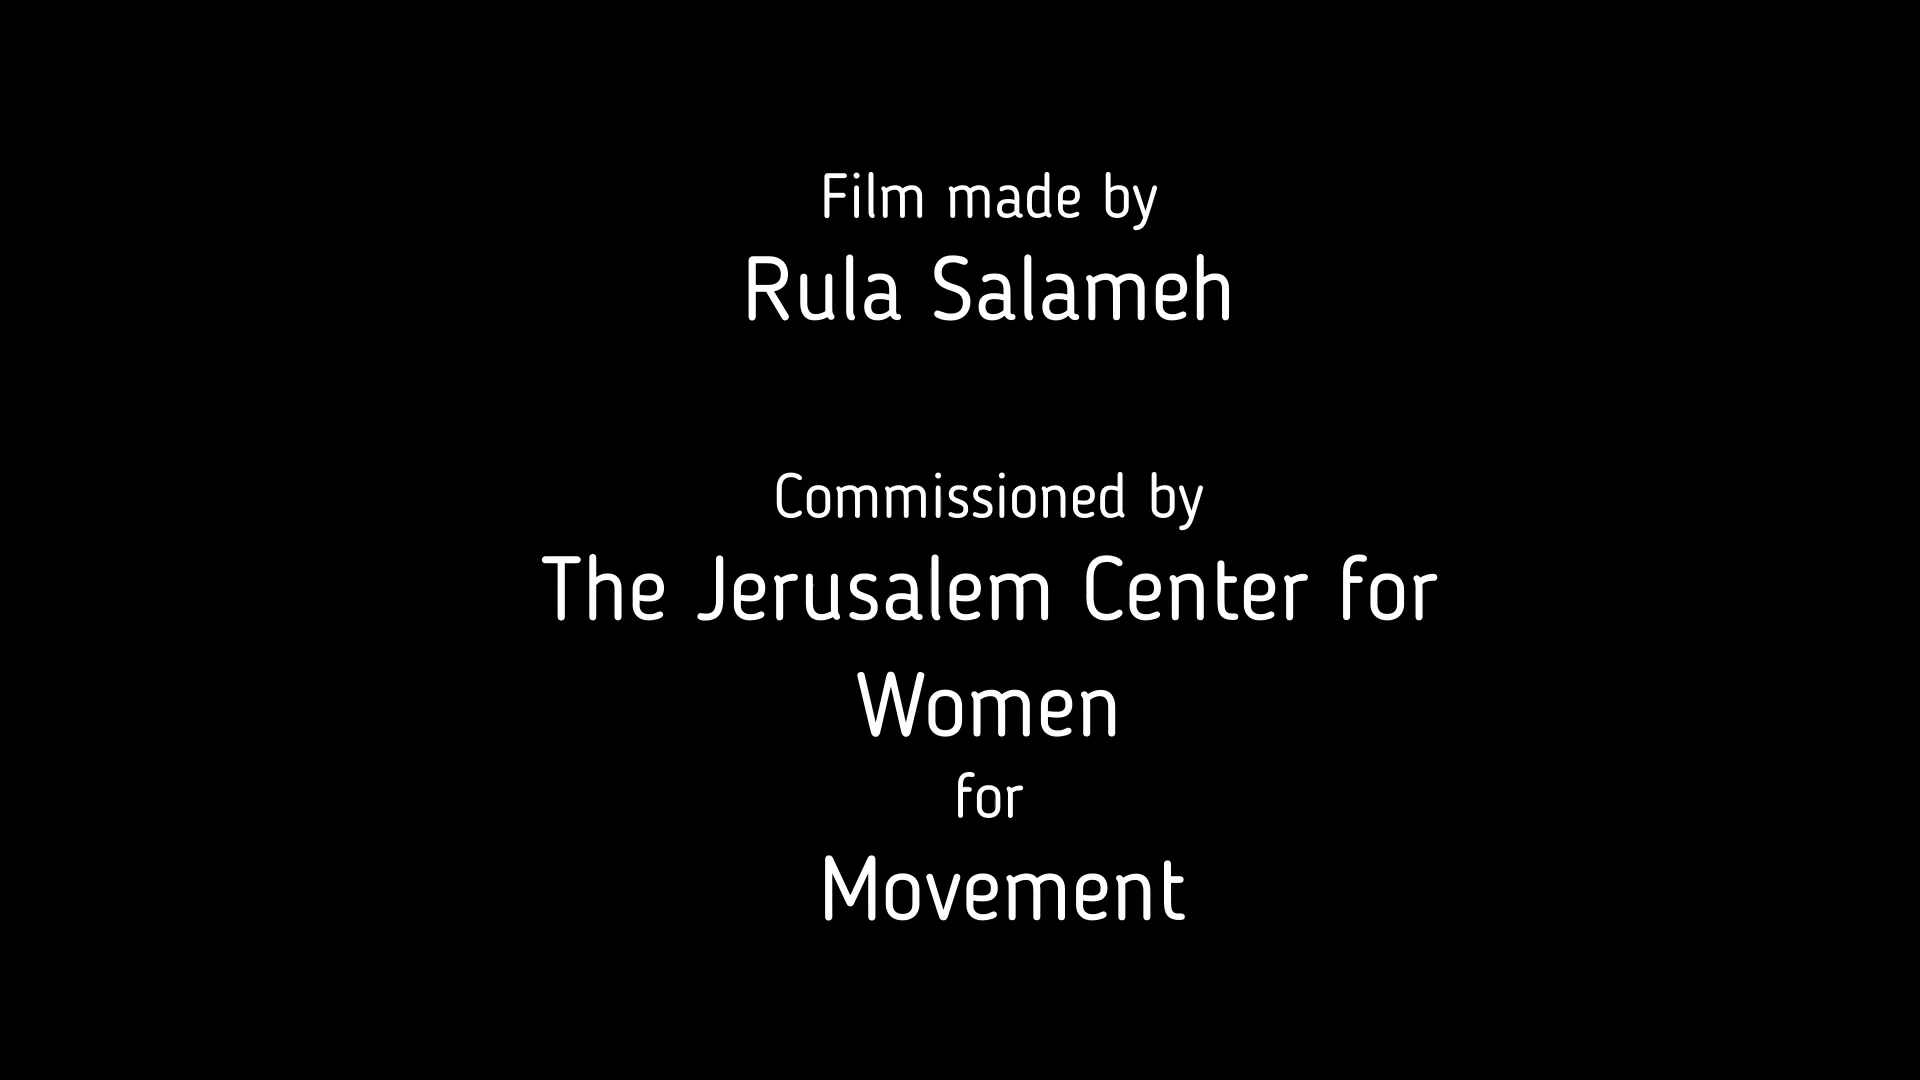 Film made by
Rula Salameh
Commissioned by
The Jerusalem Center for
Women
for
Movement